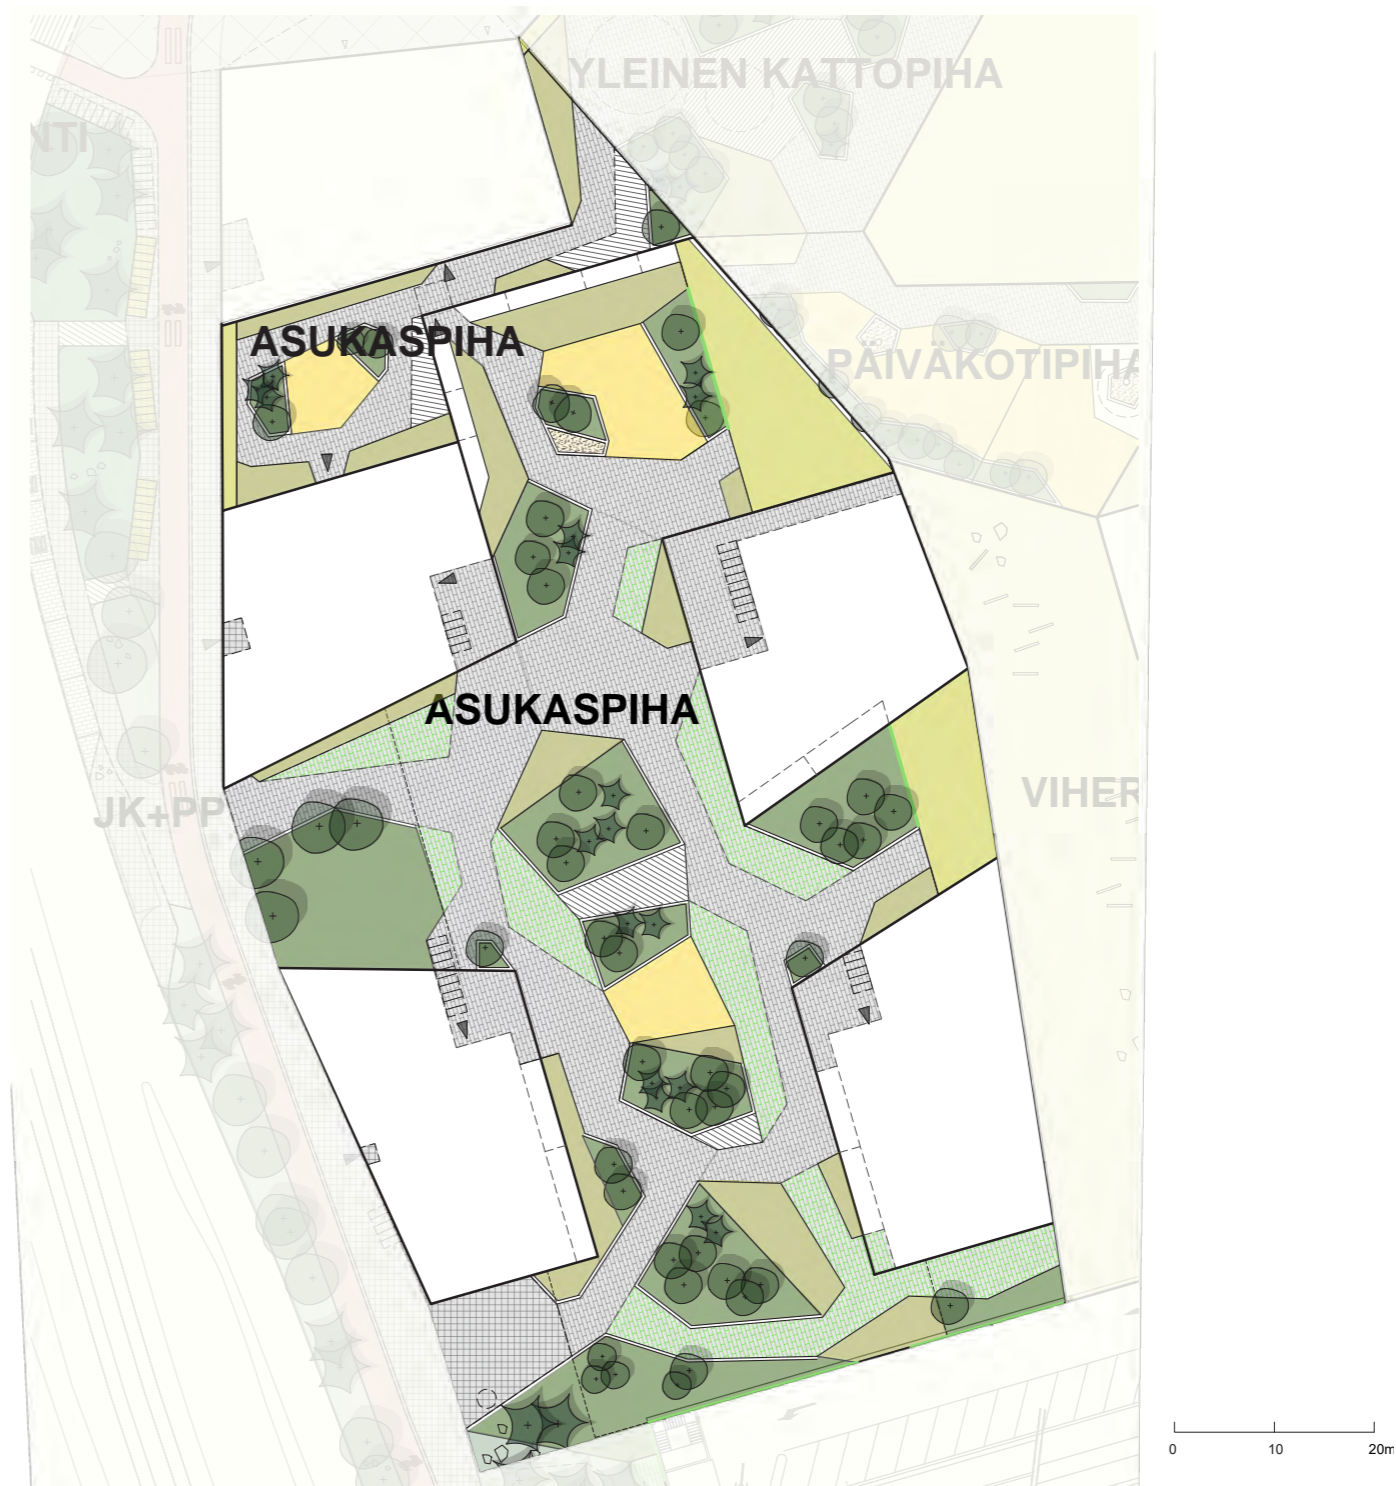 YLEINEN KATTOPIHA
NTI
ASUKASPIHA
PÄIVÄKOTIPIHA
ASUKASPIHA
JK+PP
VIHER
0 10 20m